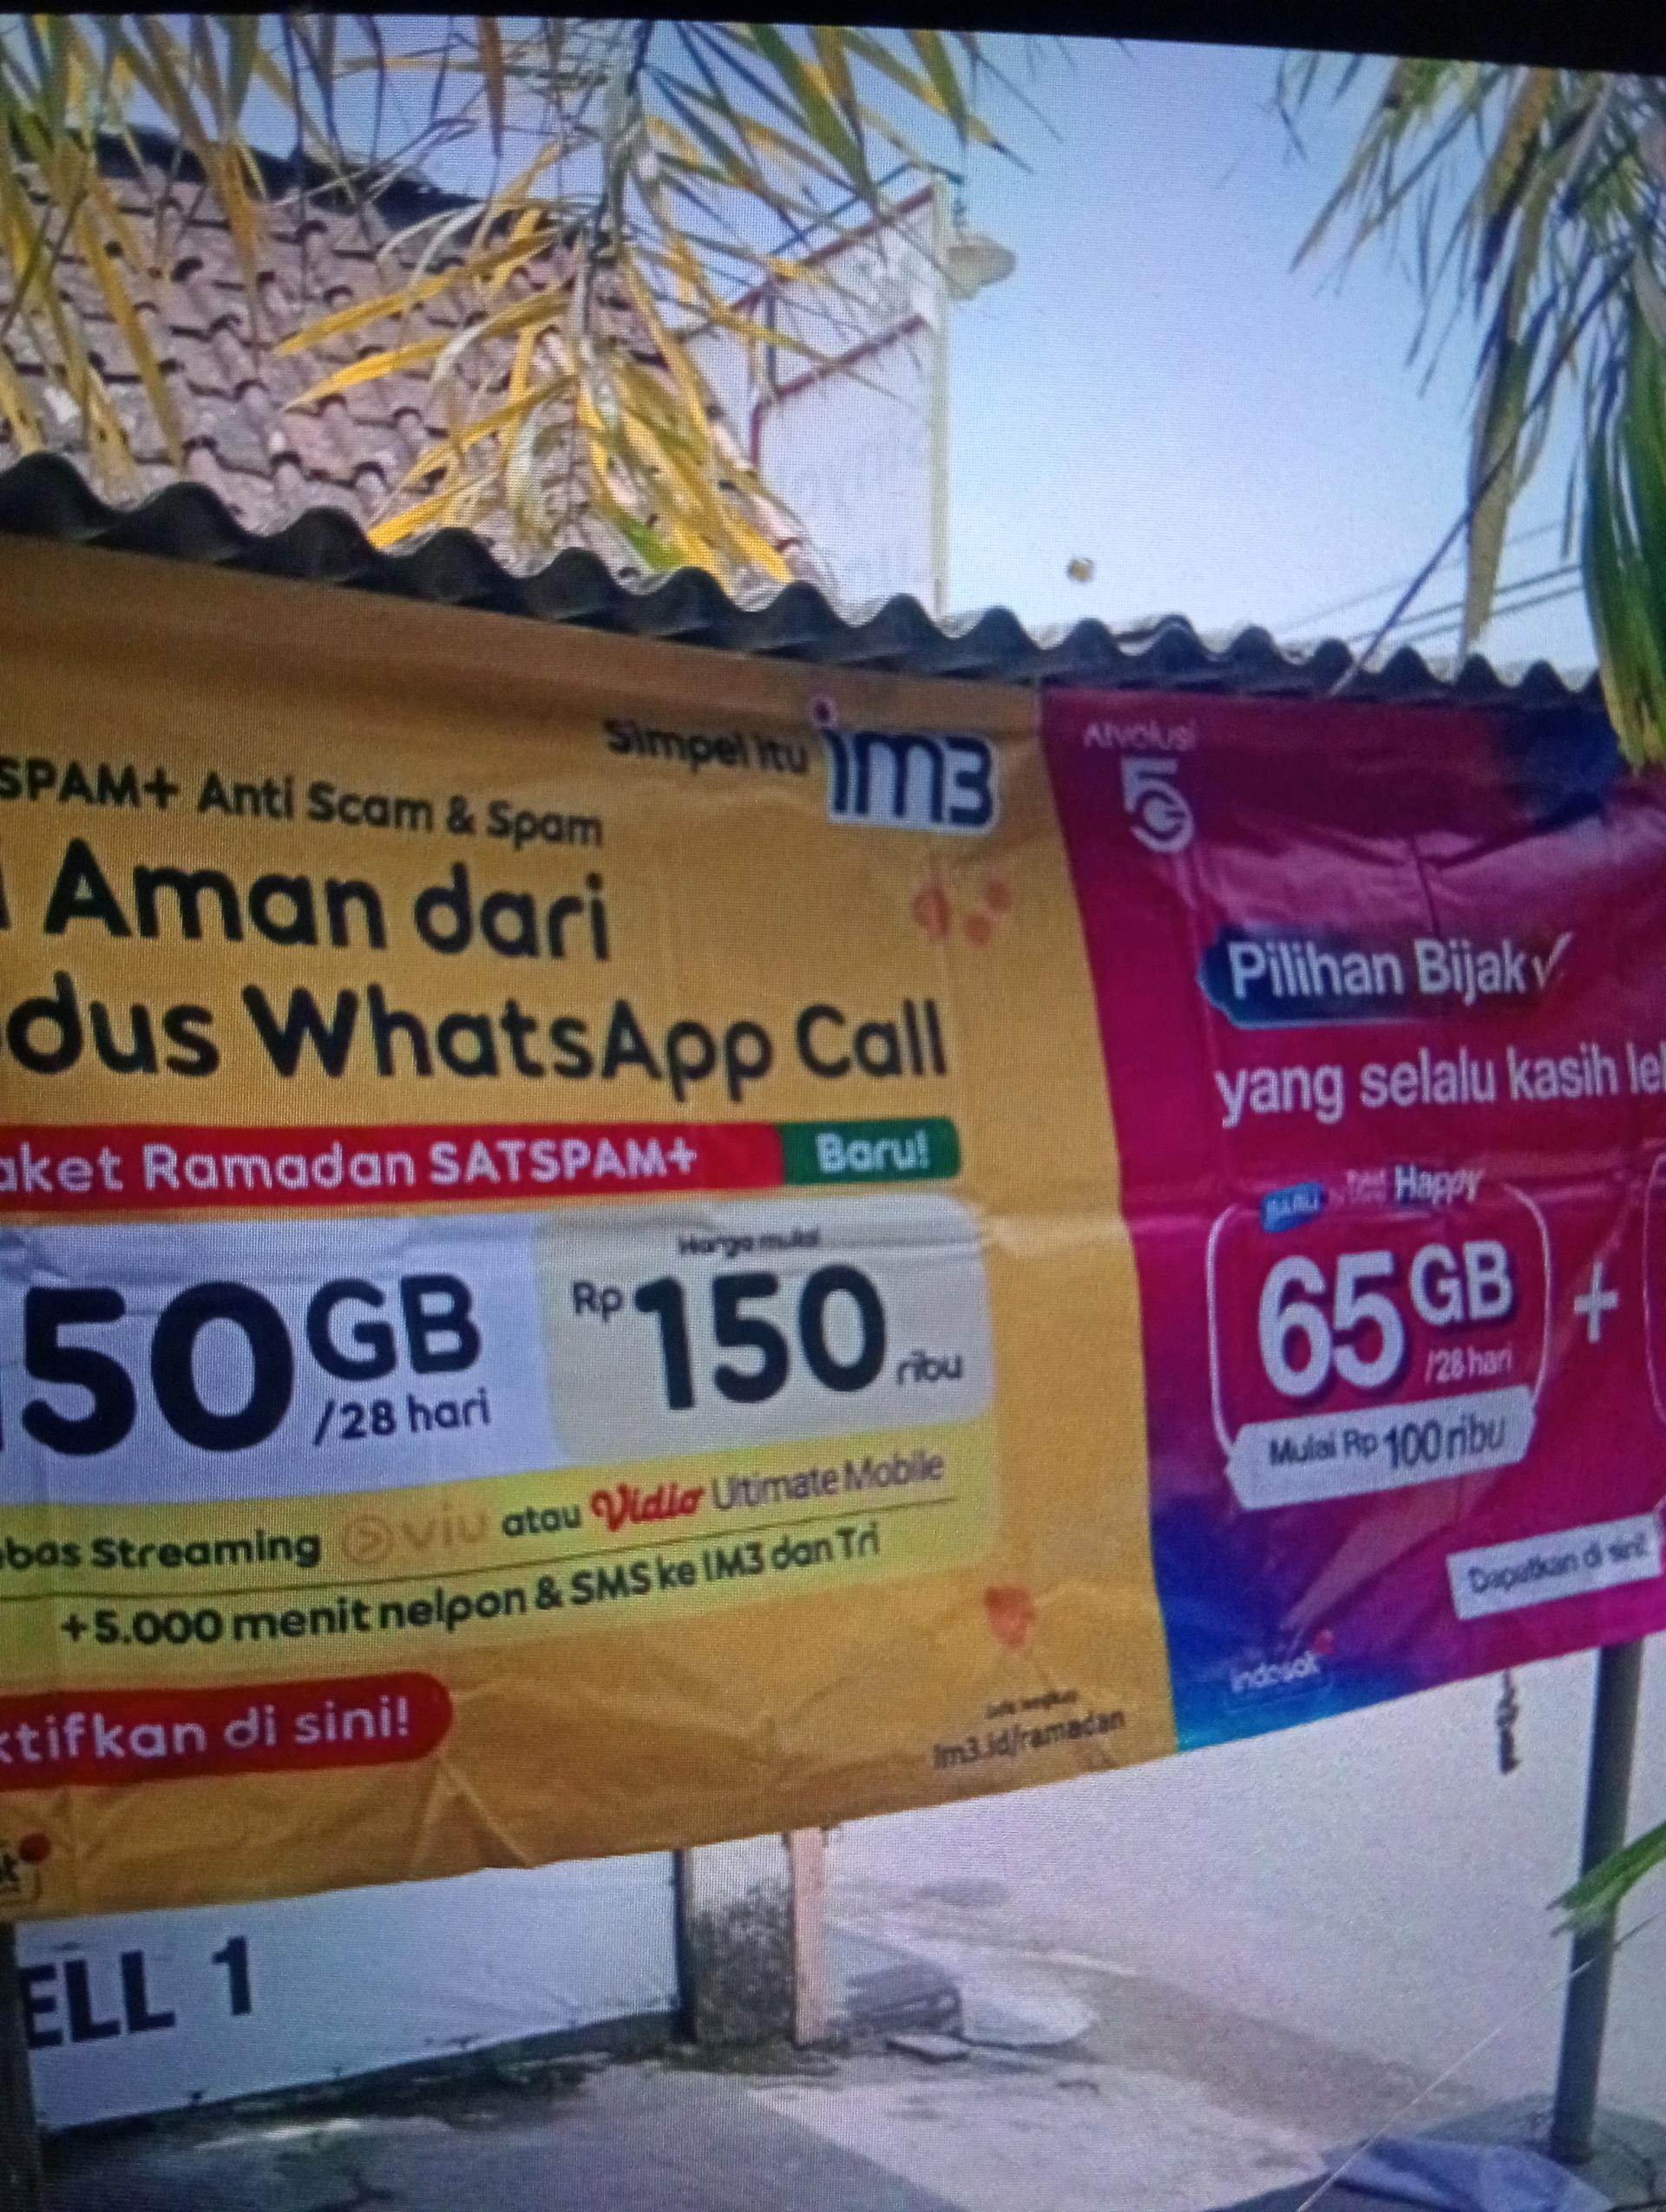 Simpel itu im3
SPAM+ Anti Scam & Spam
Aman dari
dus WhatsApp Call
aket Ramadan SATSPAM+ Baru!
50 GB /28 hari
Harga mulai
Rp 150 ribu
bas Streaming viu atau Vidio Ultimate Mobile
+5.000 menit nelpon & SMS ke IM3 dan Tri
ktifkan di sini!
im3.id/ramadan
ELL 1
AIvolusi
5G
Pilihan Bijak
yang selalu kasih le
BARU Happy
65 GB /28 hari +
Mulai Rp 100 ribu
Dapatkan di sini!
indosat